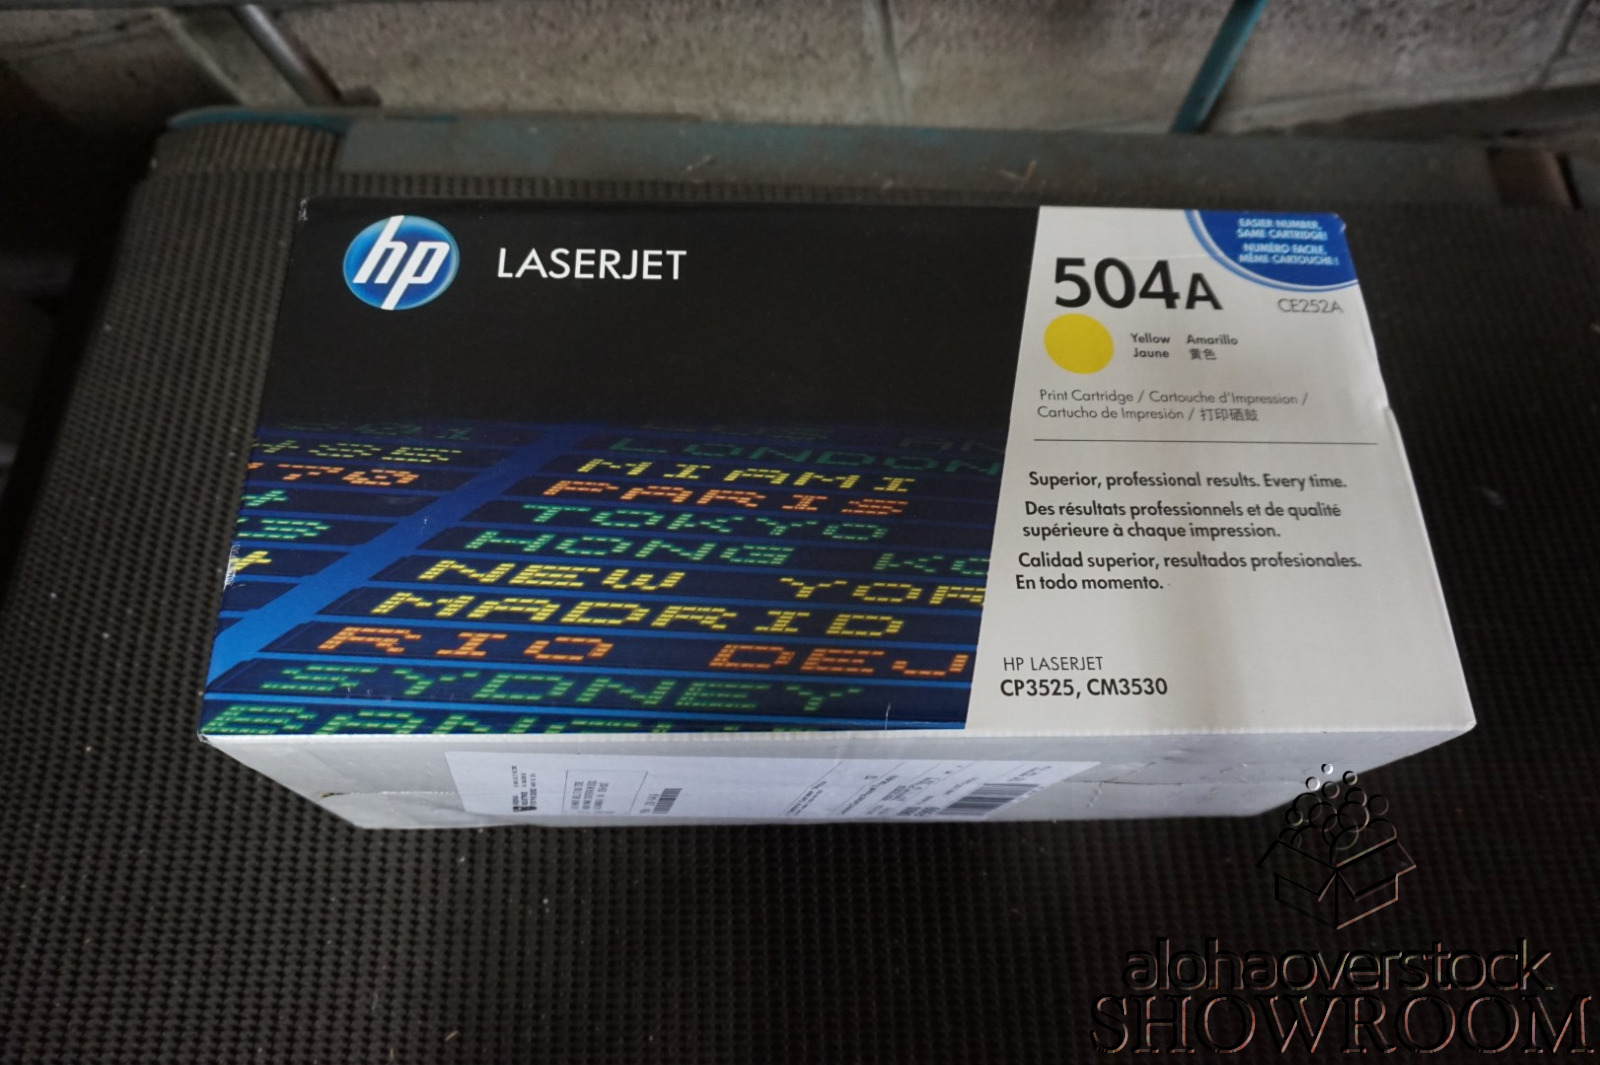 hp
LASERJET
504A
EASIER NUMBER,
SAME CARTRIDGE!
NUMÉRO FACILE,
MÊME CARTOUCHE!
CE252A
Yellow Amarillo
Jaune 黄色
Print Cartridge / Cartouche d'Impression /
Cartucho de Impresión / 打印硒鼓
Superior, professional results. Every time.
Des résultats professionnels et de qualité
supérieure à chaque impression.
Calidad superior, resultados profesionales.
En todo momento.
HP LASERJET
CP3525, CM3530
LONDON
MIAMI
PARIS
TOKYO
HONG KO
NEW YOR
MADRID
RIO DEJ
SYDNEY
alohaoverstock
SHOWROOM